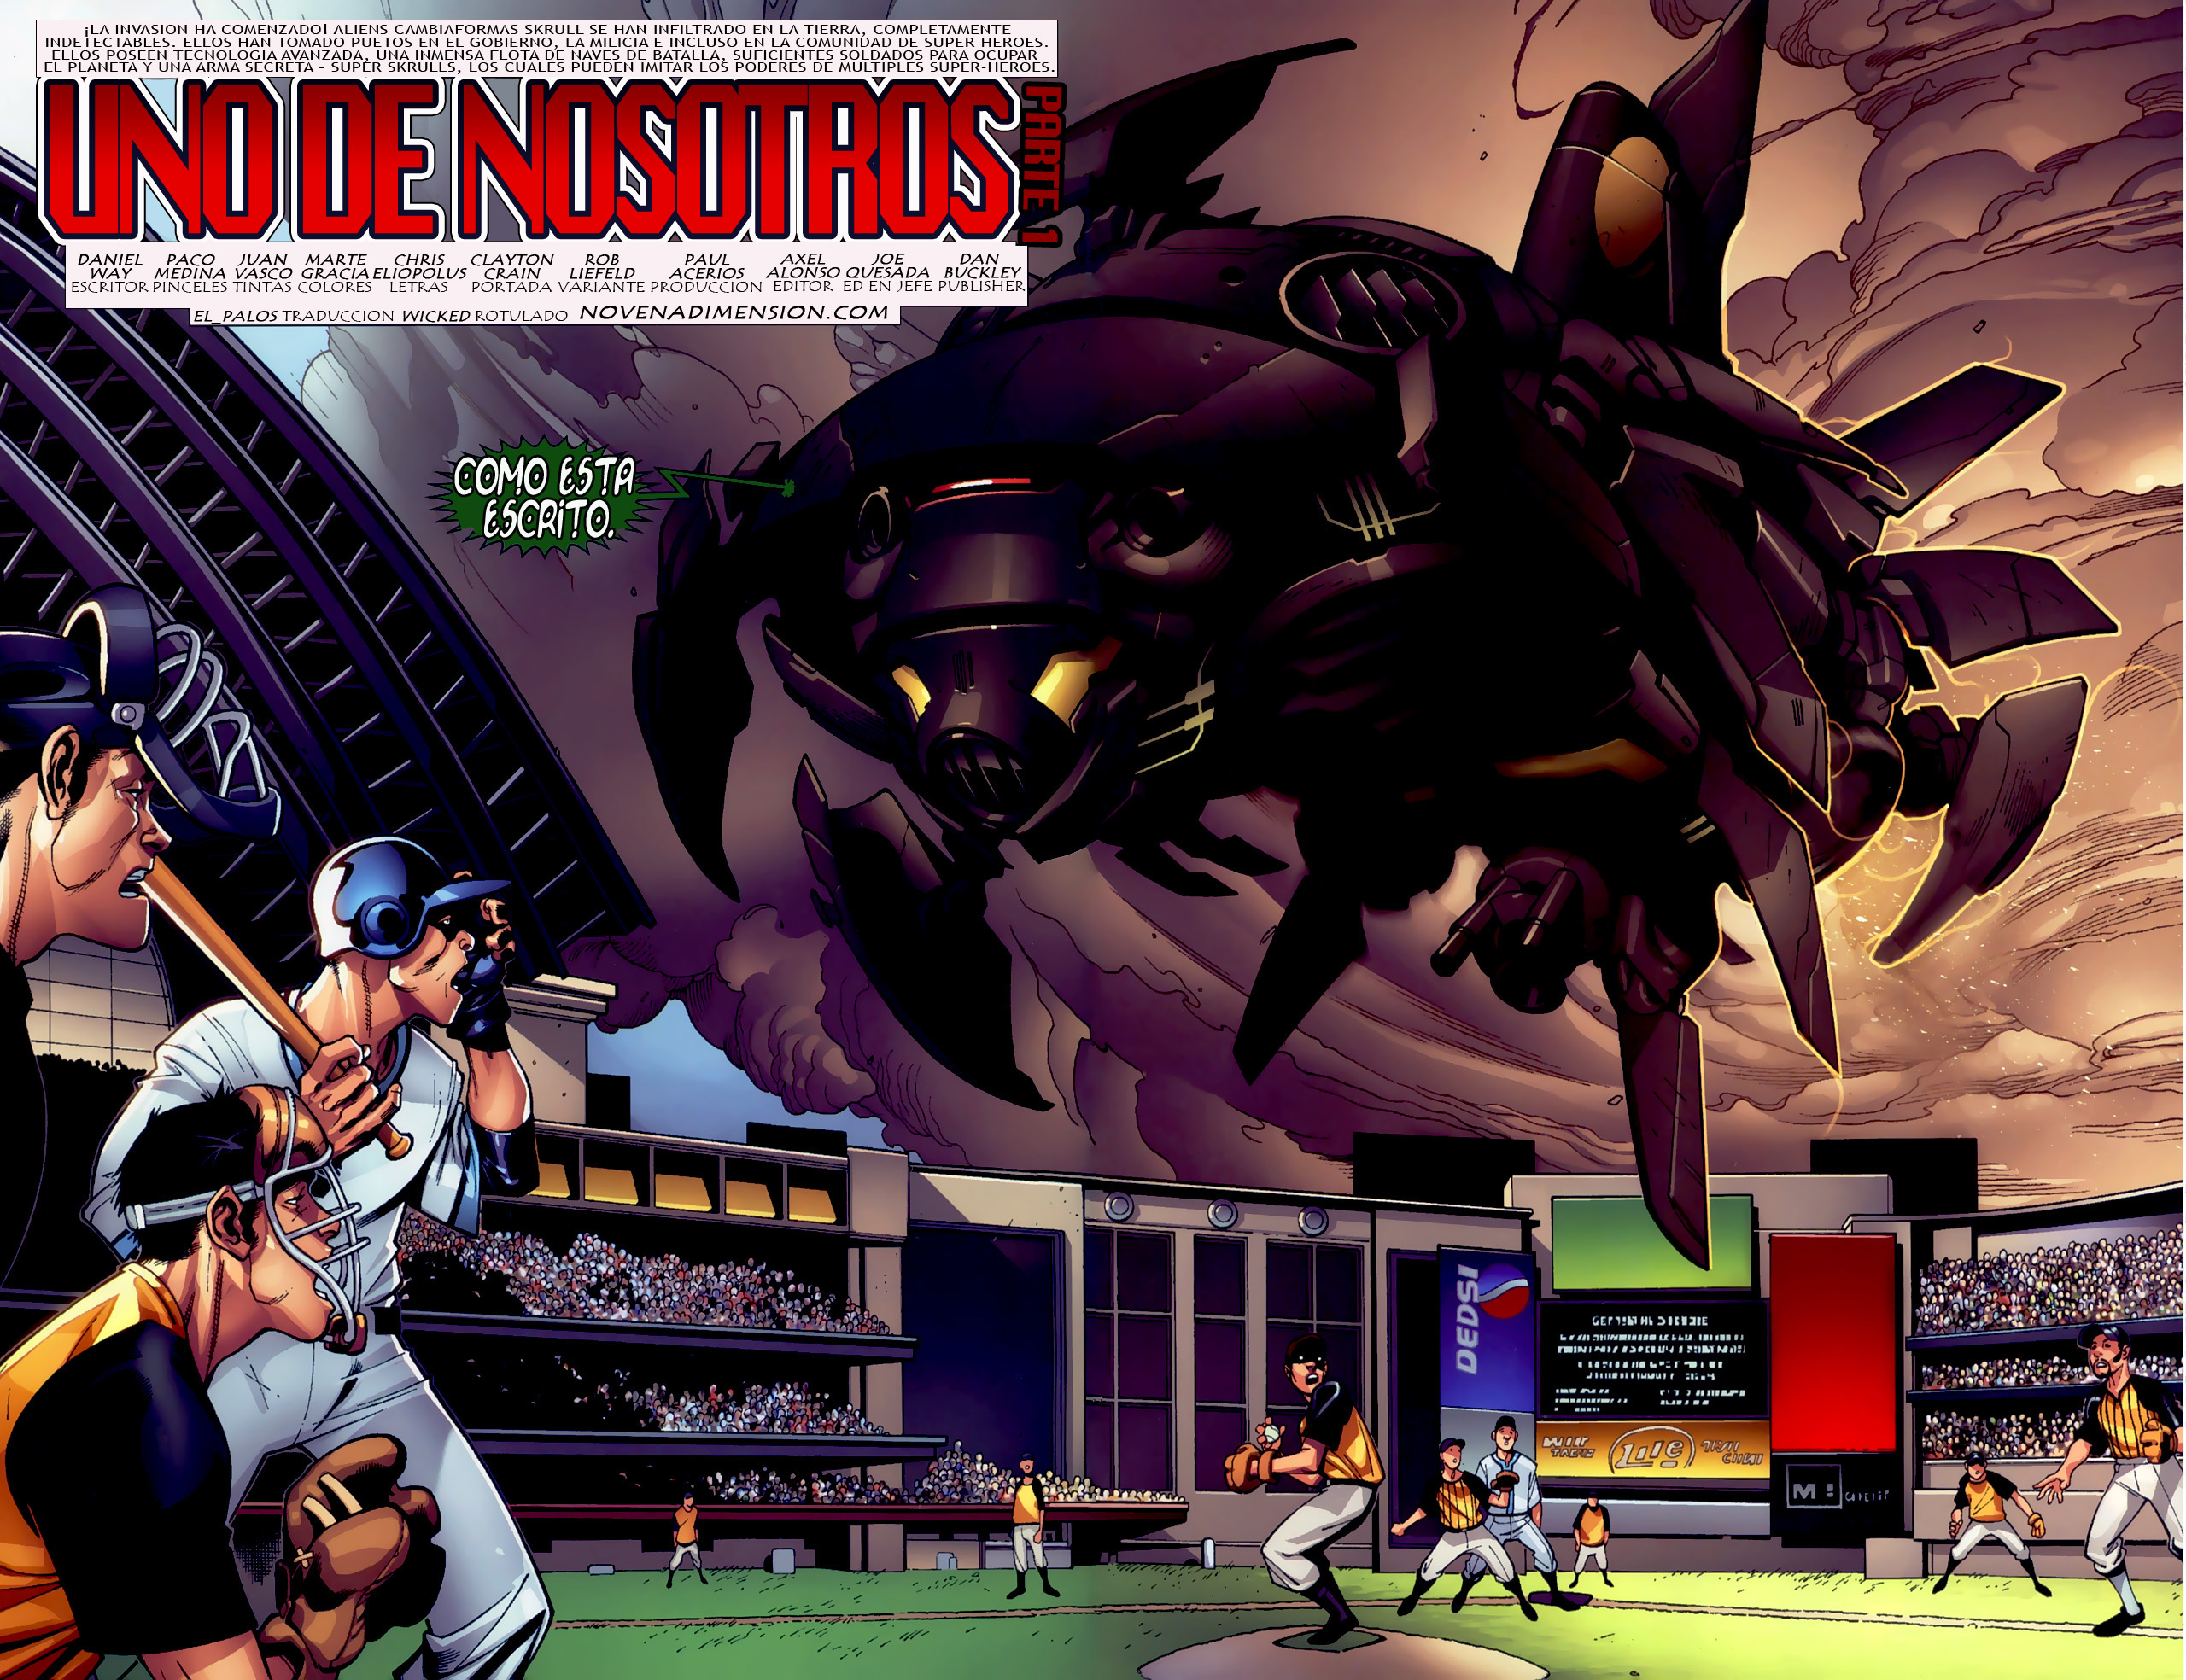 ¡LA INVASION HA COMENZADO! ALIENS CAMBIAFORMAS SKRULL SE HAN INFILTRADO EN LA TIERRA, COMPLETAMENTE
INDETECTABLES. ELLOS HAN TOMADO PUETOS EN EL GOBIERNO, LA MILICIA E INCLUSO EN LA COMUNIDAD DE SUPER HEROES.
ELLOS POSEEN TECNOLOGIA AVANZADA, UNA INMENSA FLOTA DE NAVES DE BATALLA, SUFICIENTES SOLDADOS PARA OCUPAR
EL PLANETA Y UNA ARMA SECRETA - SUPER SKRULLS, LOS CUALES PUEDEN IMITAR LOS PODERES DE MULTIPLES SUPER-HEROES.
UNO DE NOSOTROS
PARTE 1
DANIEL WAY ESCRITOR
PACO MEDINA PINCELES
JUAN VASCO TINTAS
MARTE GRACIA COLORES
CHRIS ELIOPOLUS LETRAS
CLAYTON CRAIN PORTADA
ROB LIEFELD VARIANTE
PAUL ACERIOS PRODUCCION
AXEL ALONSO EDITOR
JOE QUESADA ED EN JEFE
DAN BUCKLEY PUBLISHER
EL_PALOS TRADUCCION WICKED ROTULADO NOVENADIMENSION.COM
COMO ESTA
ESCRITO.
DEDSI